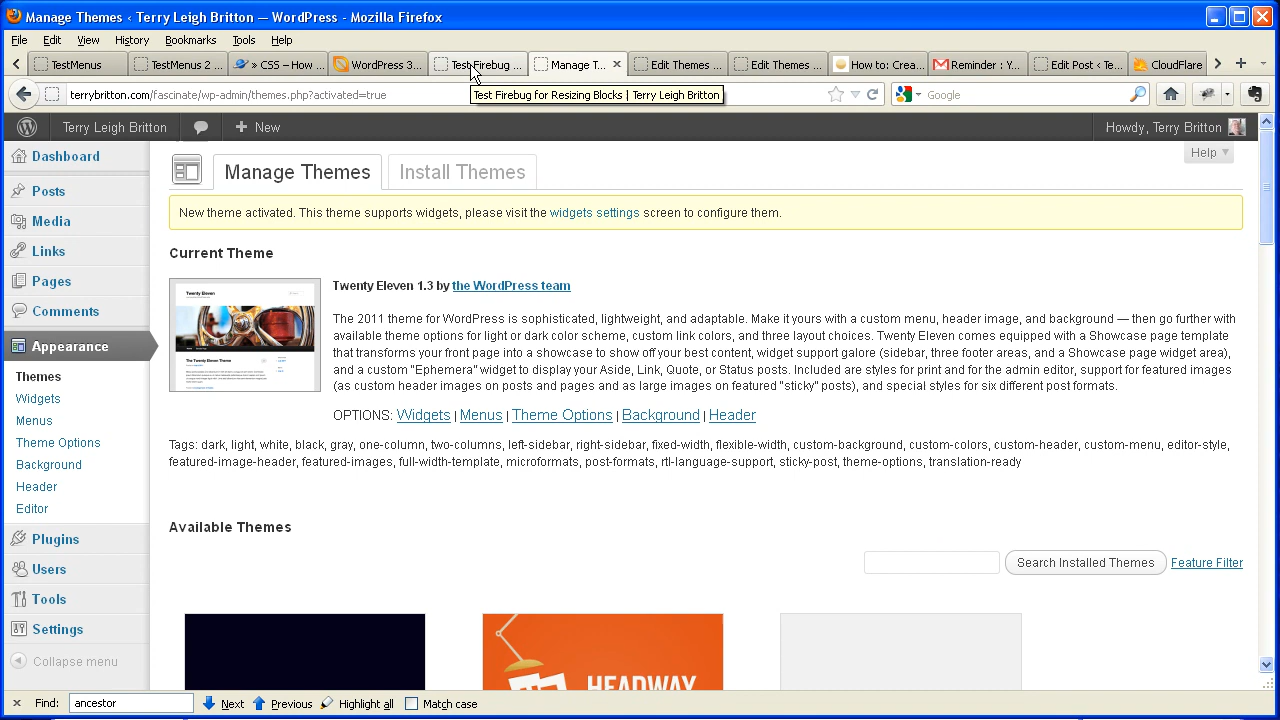 Manage Themes ‹ Terry Leigh Britton — WordPress - Mozilla Firefox
File Edit View History Bookmarks Tools Help
TestMenus TestMenus 2 ... » CSS – How ... WordPress 3... Test Firebug ... Manage T... Edit Themes ... Edit Themes ... How to: Crea... Reminder : Y... Edit Post ‹ Te... CloudFlare
terrybritton.com/fascinate/wp-admin/themes.php?activated=true Google
Test Firebug for Resizing Blocks | Terry Leigh Britton
Terry Leigh Britton + New Howdy, Terry Britton
Help
Dashboard
Posts
Media
Links
Pages
Comments
Appearance
Themes
Widgets
Menus
Theme Options
Background
Header
Editor
Plugins
Users
Tools
Settings
Collapse menu
Manage Themes Install Themes
New theme activated. This theme supports widgets, please visit the widgets settings screen to configure them.
Current Theme
Twenty Eleven
The Twenty Eleven Theme
Twenty Eleven 1.3 by the WordPress team
The 2011 theme for WordPress is sophisticated, lightweight, and adaptable. Make it yours with a custom menu, header image, and background — then go further with
available theme options for light or dark color scheme, custom link colors, and three layout choices. Twenty Eleven comes equipped with a Showcase page template
that transforms your front page into a showcase to show off your best content, widget support galore (sidebar, three footer areas, and a Showcase page widget area),
and a custom "Ephemera" widget to display your Aside, Link, Quote, or Status posts. Included are styles for print and for the admin editor, support for featured images
(as custom header images on posts and pages and as large images on featured "sticky" posts), and special styles for six different post formats.
OPTIONS: Widgets | Menus | Theme Options | Background | Header
Tags: dark, light, white, black, gray, one-column, two-columns, left-sidebar, right-sidebar, fixed-width, flexible-width, custom-background, custom-colors, custom-header, custom-menu, editor-style,
featured-image-header, featured-images, full-width-template, microformats, post-formats, rtl-language-support, sticky-post, theme-options, translation-ready
Available Themes
Search Installed Themes Feature Filter
HEADWAY
Find: ancestor Next Previous Highlight all Match case